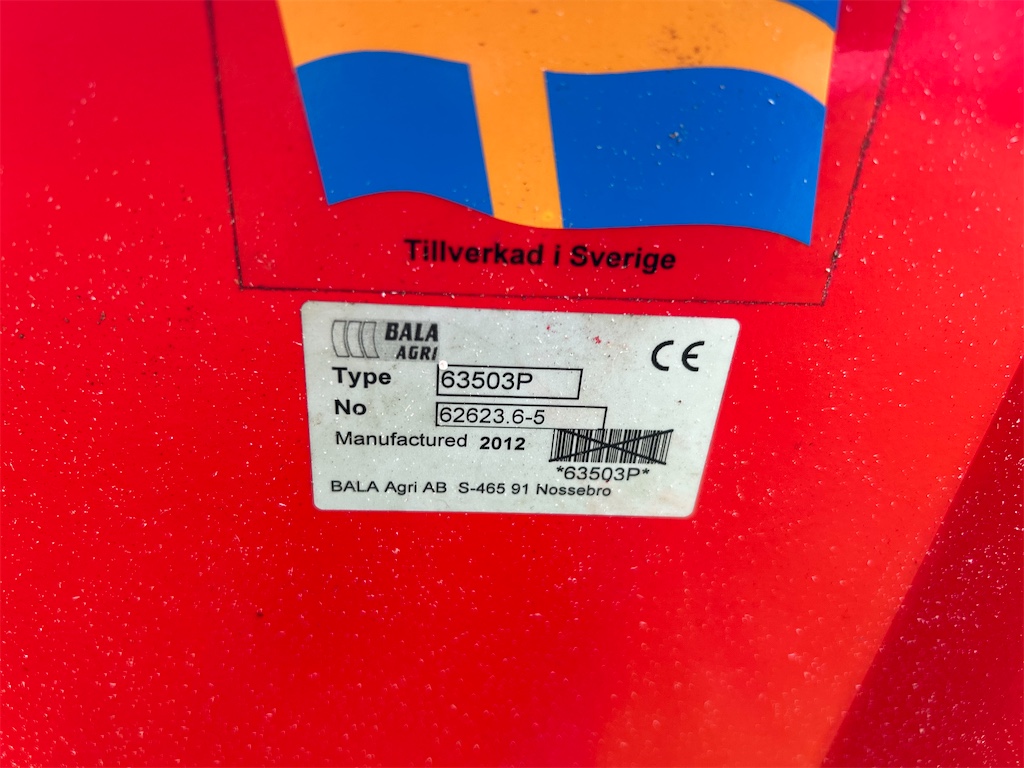 Tillverkad i Sverige
BALA
AGRI
CE
Type 63503P
No 62623.6-5
Manufactured 2012
*63503P*
BALA Agri AB S-465 91 Nossebro